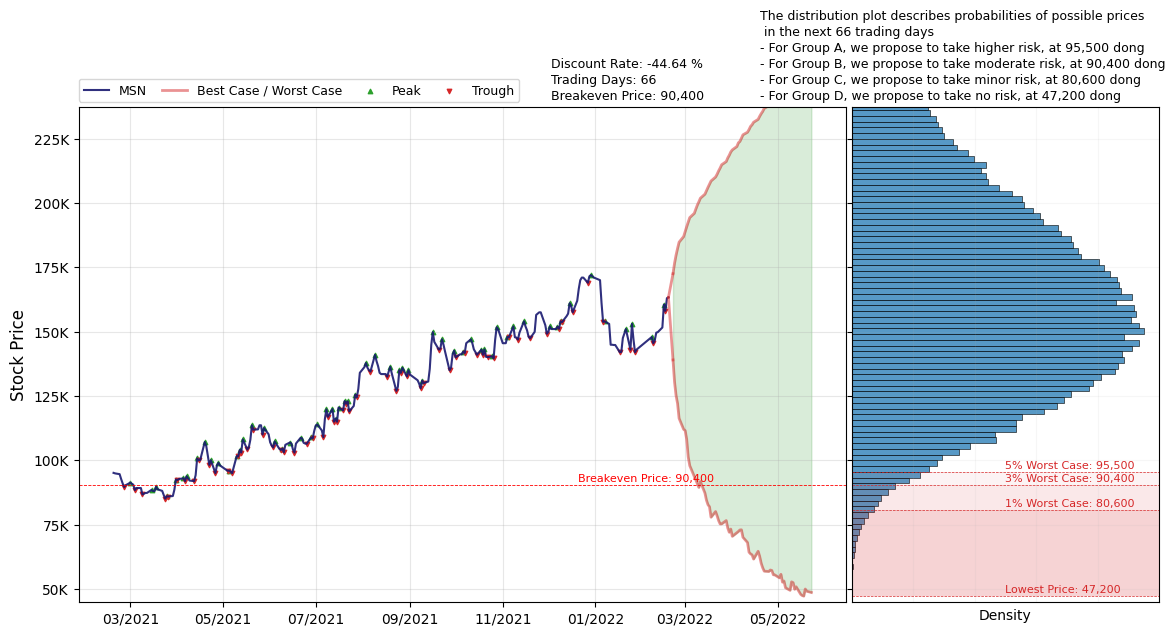 The distribution plot describes probabilities of possible prices
in the next 66 trading days
- For Group A, we propose to take higher risk, at 95,500 dong
- For Group B, we propose to take moderate risk, at 90,400 dong
- For Group C, we propose to take minor risk, at 80,600 dong
- For Group D, we propose to take no risk, at 47,200 dong
Discount Rate: -44.64 %
Trading Days: 66
Breakeven Price: 90,400
MSN
Best Case / Worst Case
Peak
Trough
Stock Price
225K
200K
175K
150K
125K
100K
75K
50K
Breakeven Price: 90,400
5% Worst Case: 95,500
3% Worst Case: 90,400
1% Worst Case: 80,600
Lowest Price: 47,200
03/2021
05/2021
07/2021
09/2021
11/2021
01/2022
03/2022
05/2022
Density